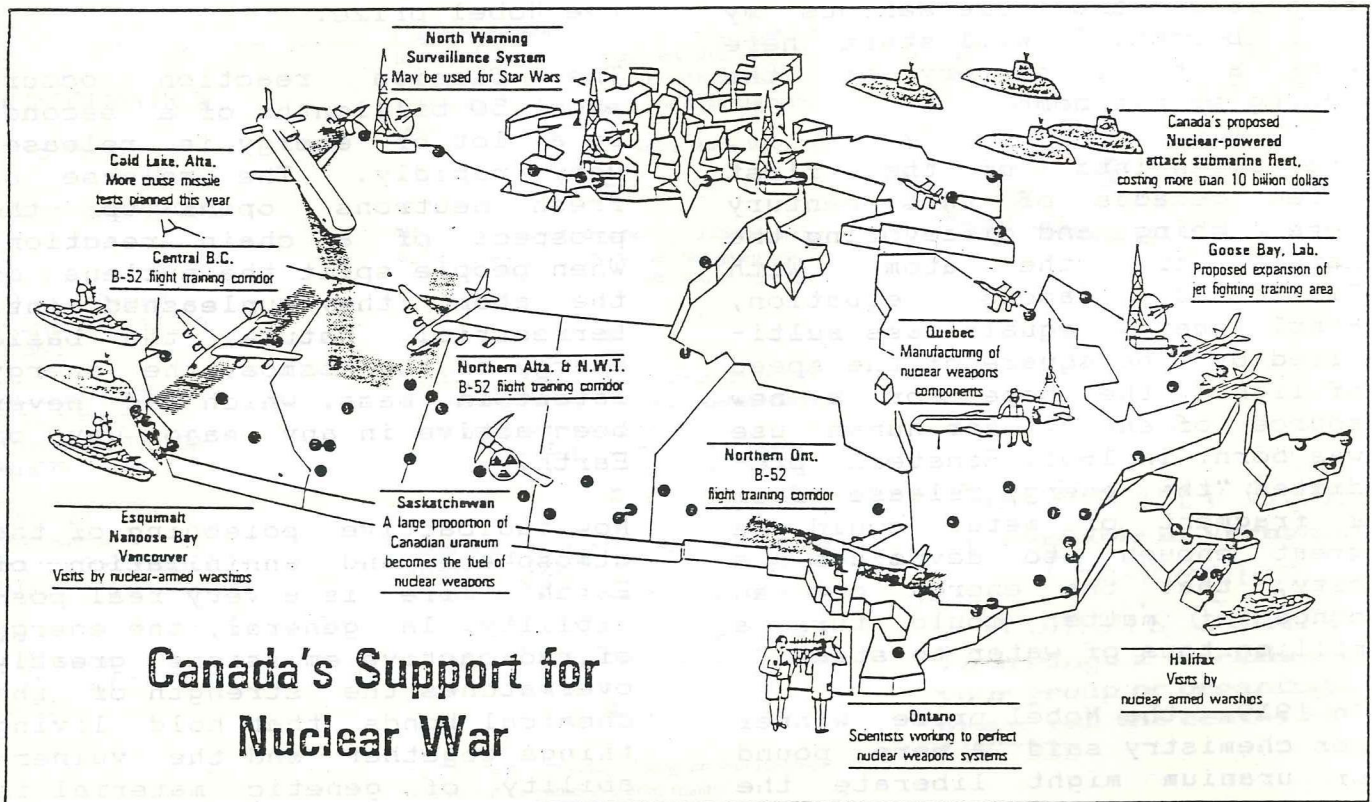 North Warning
Surveillance System
May be used for Star Wars
Cold Lake, Alta.
More cruise missile
tests planned this year
Central B.C.
B-52 flight training corridor
Canada's proposed
Nuclear-powered
attack submarine fleet,
costing more than 10 billion dollars
Goose Bay, Lab.
Proposed expansion of
jet fighting training area
Quebec
Manufacturing of
nuclear weapons
components
Northern Alta. & N.W.T.
B-52 flight training corridor
Northern Ont.
B-52
flight training corridor
Saskatchewan
A large proportion of
Canadian uranium
becomes the fuel of
nuclear weapons
Esquimalt
Nanoose Bay
Vancouver
Visits by nuclear-armed warships
Halifax
Visits by
nuclear armed warships
Ontario
Scientists working to perfect
nuclear weapons systems
Canada's Support for
Nuclear War